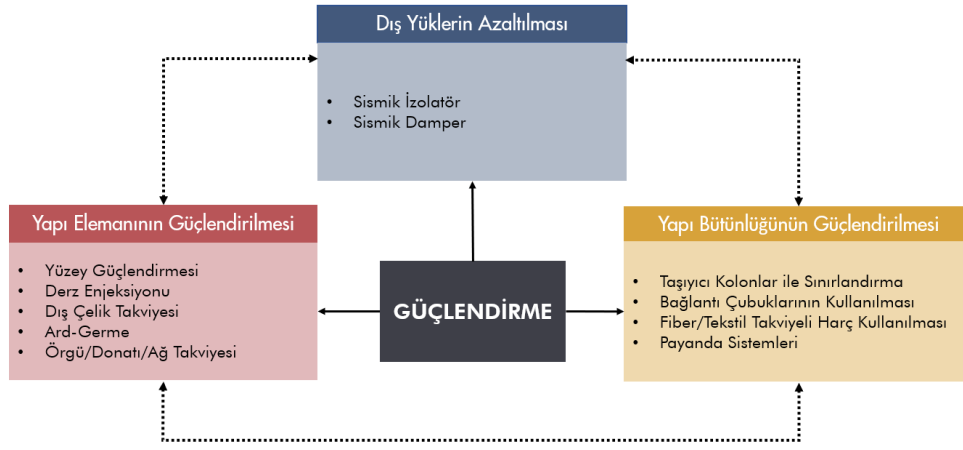 Dış Yüklerin Azaltılması
• Sismik İzolatör
• Sismik Damper
Yapı Elemanının Güçlendirilmesi
• Yüzey Güçlendirmesi
• Derz Enjeksiyonu
• Dış Çelik Takviyesi
• Ard-Germe
• Örgü/Donatı/Ağ Takviyesi
GÜÇLENDİRME
Yapı Bütünlüğünün Güçlendirilmesi
• Taşıyıcı Kolonlar ile Sınırlandırma
• Bağlantı Çubuklarının Kullanılması
• Fiber/Tekstil Takviyeli Harç Kullanılması
• Payanda Sistemleri